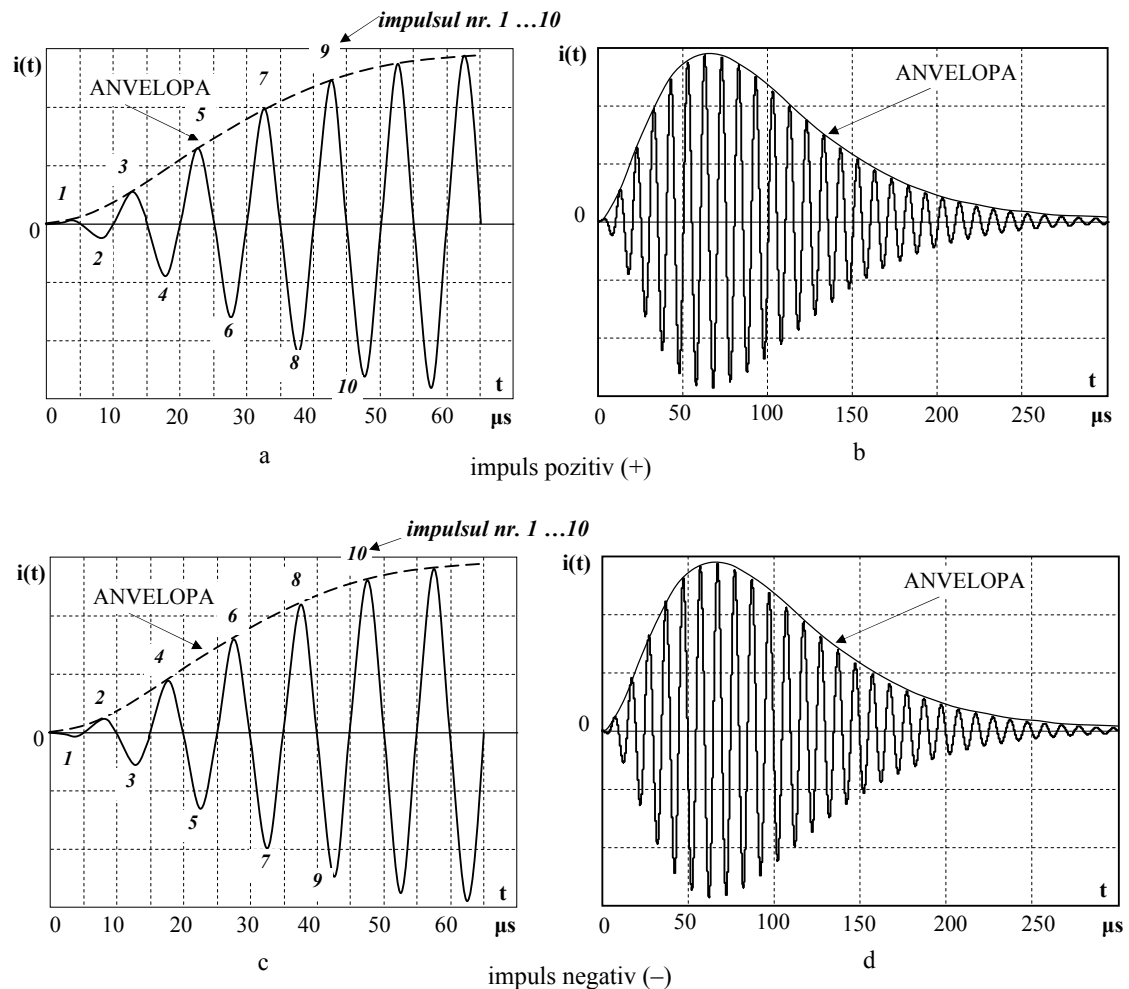 impulsul nr. 1 ...10
i(t)
ANVELOPA
1
2
3
4
5
6
7
8
9
10
0
t
0 10 20 30 40 50 60 µs
a
ANVELOPA
0
t
0 50 100 150 200 250 µs
b
impuls pozitiv (+)
impulsul nr. 1 ...10
i(t)
ANVELOPA
1
2
3
4
5
6
7
8
9
10
0
t
0 10 20 30 40 50 60 µs
c
i(t)
ANVELOPA
0
t
0 50 100 150 200 250 µs
d
impuls negativ (–)